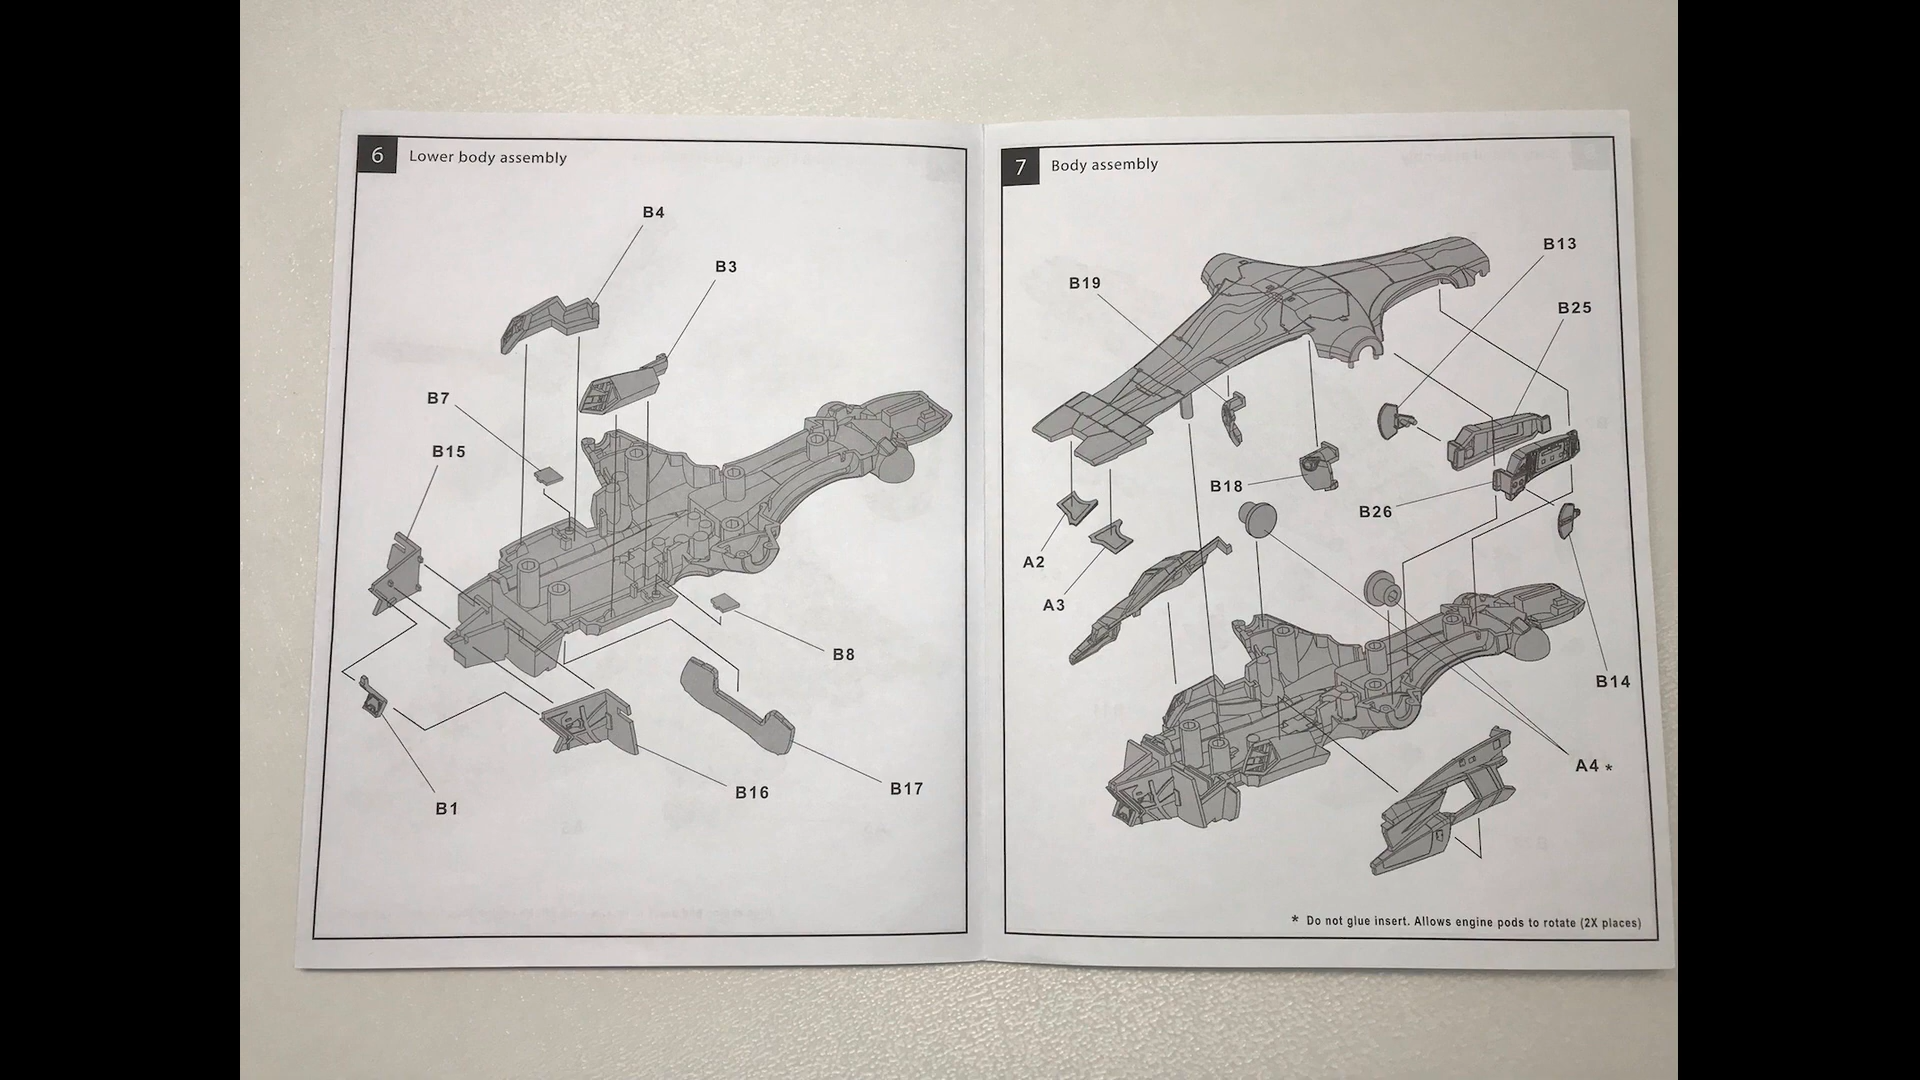 6 Lower body assembly
B4
B3
B7
B15
B8
B1
B16
B17
7 Body assembly
B13
B19
B25
B18
B26
A2
A3
B14
A4 *
* Do not glue insert. Allows engine pods to rotate (2X places)